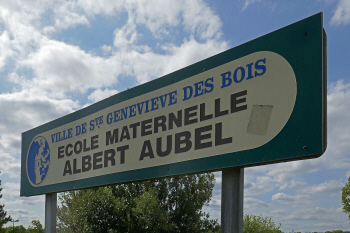 VILLE DE STE GENEVIEVE DES BOIS
ECOLE MATERNELLE
ALBERT AUBEL